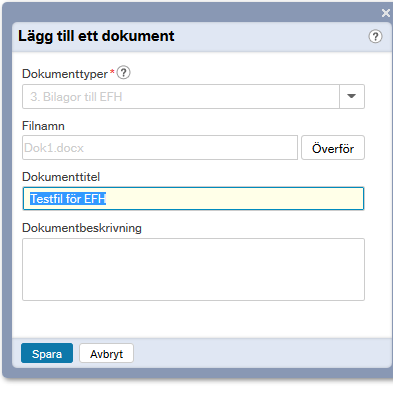 Lägg till ett dokument
Dokumenttyper*
3. Bilagor till EFH
Filnamn
Dok1.docx
Överför
Dokumenttitel
Testfil för EFH
Dokumentbeskrivning
Spara
Avbryt